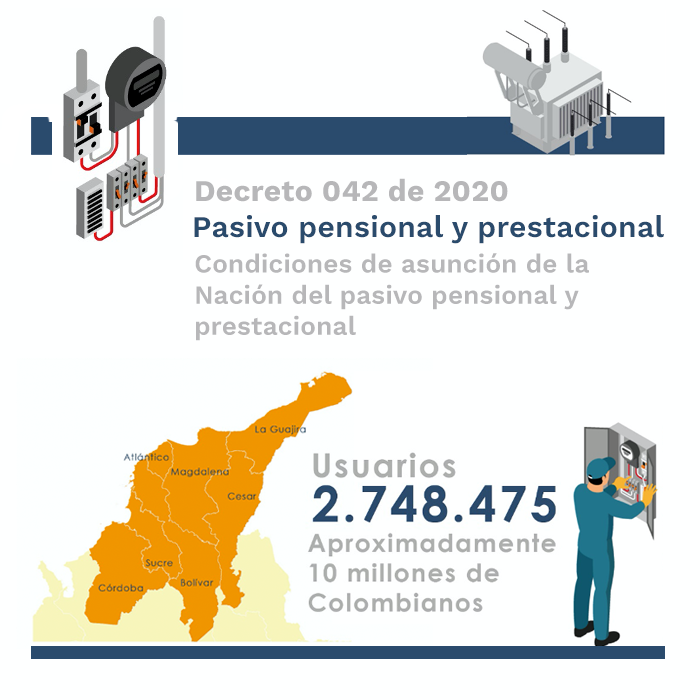 Decreto 042 de 2020
Pasivo pensional y prestacional
Condiciones de asunción de la
Nación del pasivo pensional y
prestacional
La Guajira
Atlántico
Magdalena
Cesar
Sucre
Córdoba
Bolívar
Usuarios
2.748.475
Aproximadamente
10 millones de
Colombianos